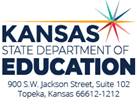 KANSAS
STATE DEPARTMENT OF
EDUCATION
900 S.W. Jackson Street, Suite 102
Topeka, Kansas 66612-1212